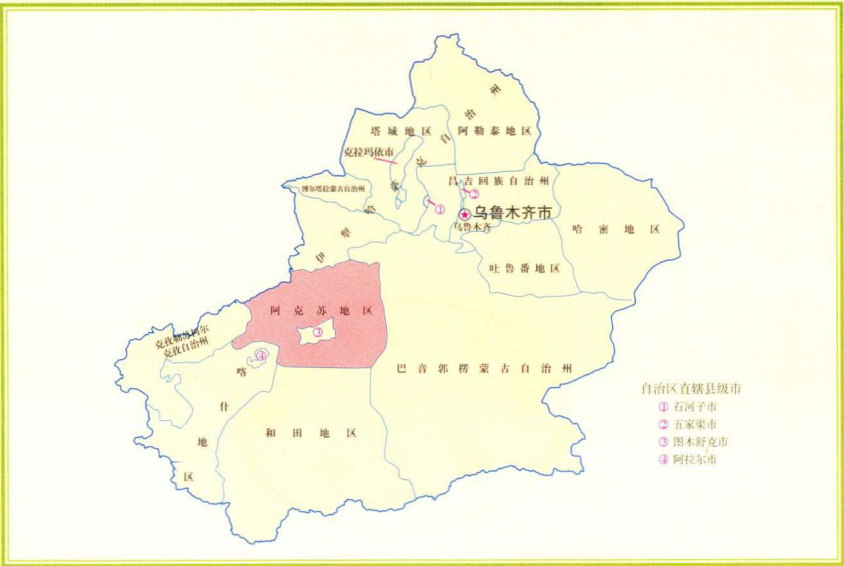 塔城地区
阿勒泰地区
克拉玛依市
伊犁哈萨克自治州
博尔塔拉蒙古自治州
昌吉回族自治州
②
①
乌鲁木齐市
乌鲁木齐
哈密地区
吐鲁番地区
阿克苏地区
③
克孜勒苏柯尔
克孜自治州
④
喀什地区
巴音郭楞蒙古自治州
和田地区
自治区直辖县级市
① 石河子市
② 五家渠市
③ 图木舒克市
④ 阿拉尔市